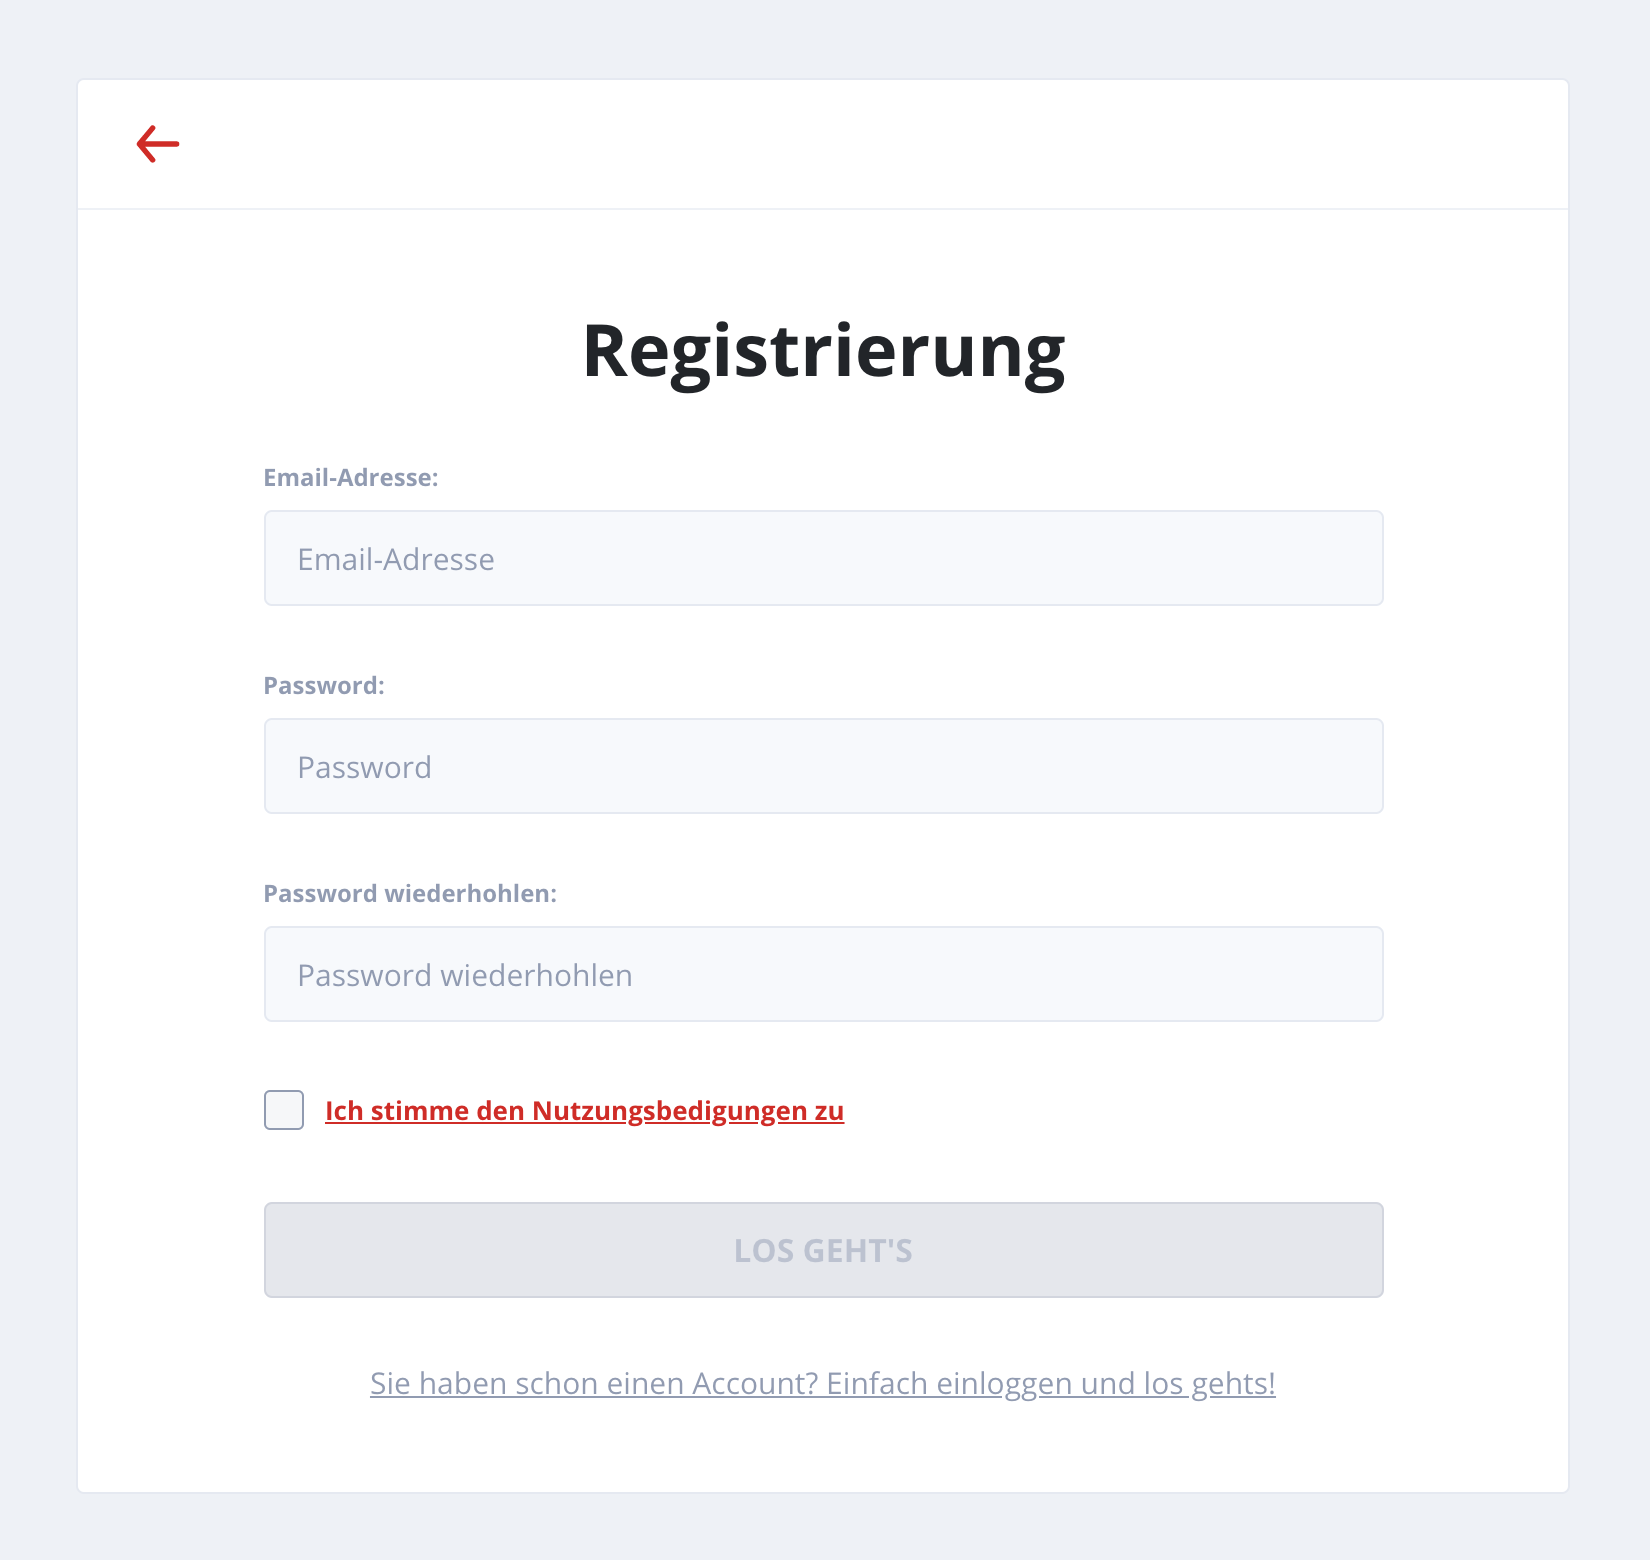 Registrierung
Email-Adresse:
Email-Adresse
Password:
Password
Password wiederhohlen:
Password wiederhohlen
Ich stimme den Nutzungsbedigungen zu
LOS GEHT'S
Sie haben schon einen Account? Einfach einloggen und los gehts!